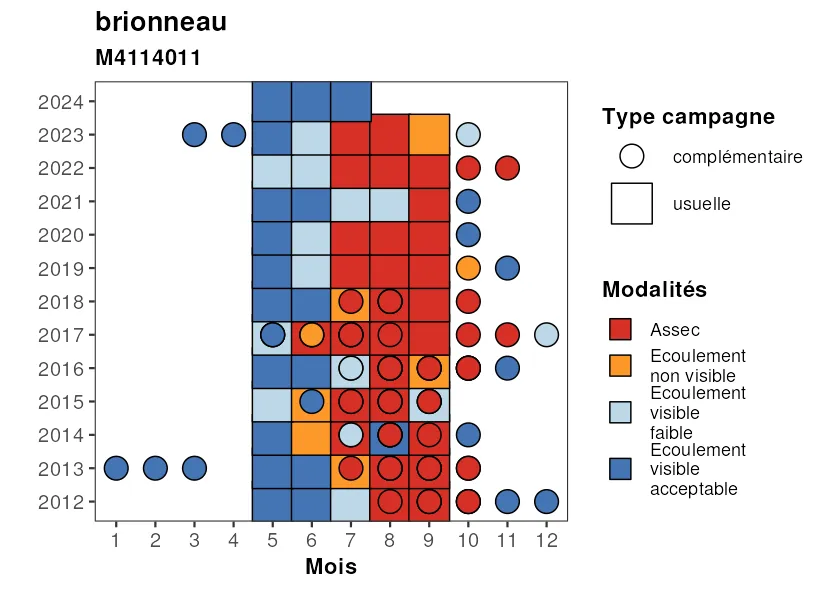 brionneau
M4114011
2024
2023
2022
2021
2020
2019
2018
2017
2016
2015
2014
2013
2012
1 2 3 4 5 6 7 8 9 10 11 12
Mois
Type campagne
complémentaire
usuelle
Modalités
Assec
Ecoulement
non visible
Ecoulement
visible
faible
Ecoulement
visible
acceptable